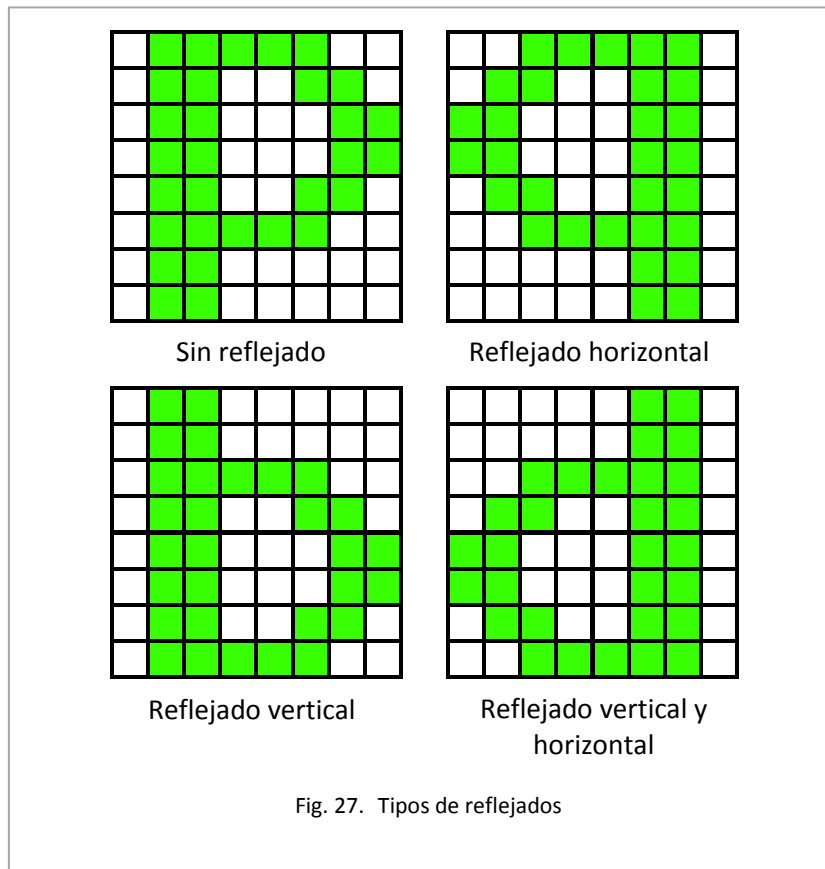 Sin reflejado
Reflejado horizontal
Reflejado vertical
Reflejado vertical y
horizontal
Fig. 27. Tipos de reflejados